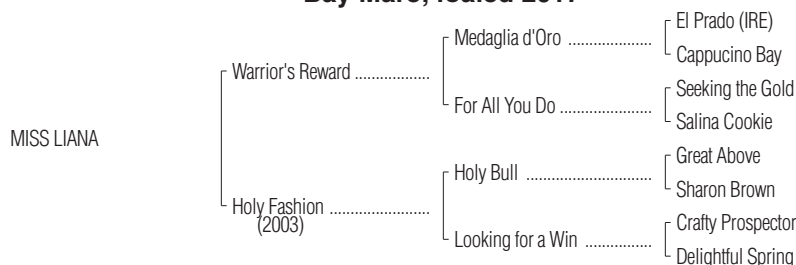 Bay Mare; foaled
El Prado (IRE)
Medaglia d'Oro ....................
Cappucino Bay
Warrior's Reward ..................
Seeking the Gold
For All You Do ......................
Salina Cookie
MISS LIANA
Great Above
Holy Bull ..............................
Sharon Brown
Holy Fashion ........................
(2003)
Crafty Prospector
Looking for a Win ................
Delightful Spring